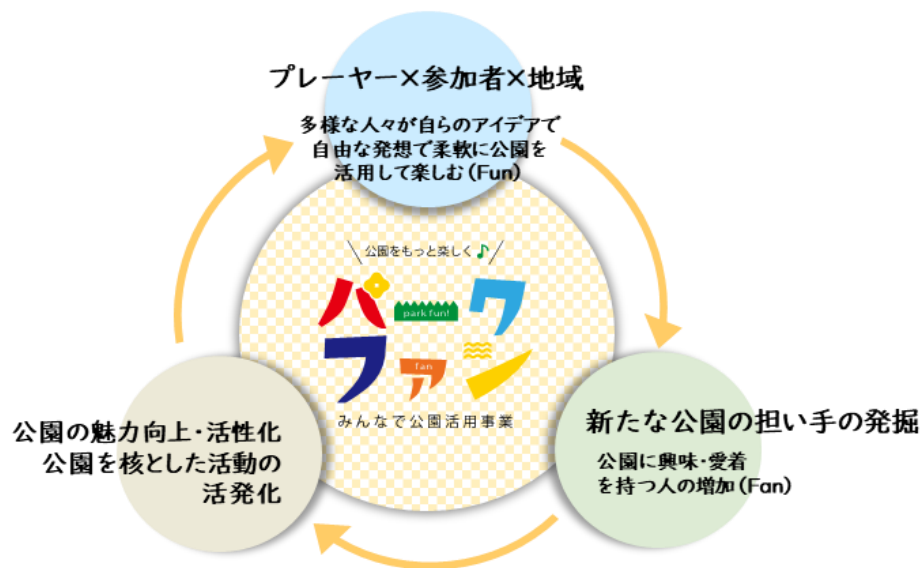 プレーヤー×参加者×地域
多様な人々が自らのアイデアで
自由な発想で柔軟に公園を
活用して楽しむ(Fun)
\公園をもっと楽しく♪/
パーク
park fun!
ファン
fan
みんなで公園活用事業
公園の魅力向上・活性化
公園を核とした活動の
活発化
新たな公園の担い手の発掘
公園に興味・愛着
を持つ人の増加(Fan)